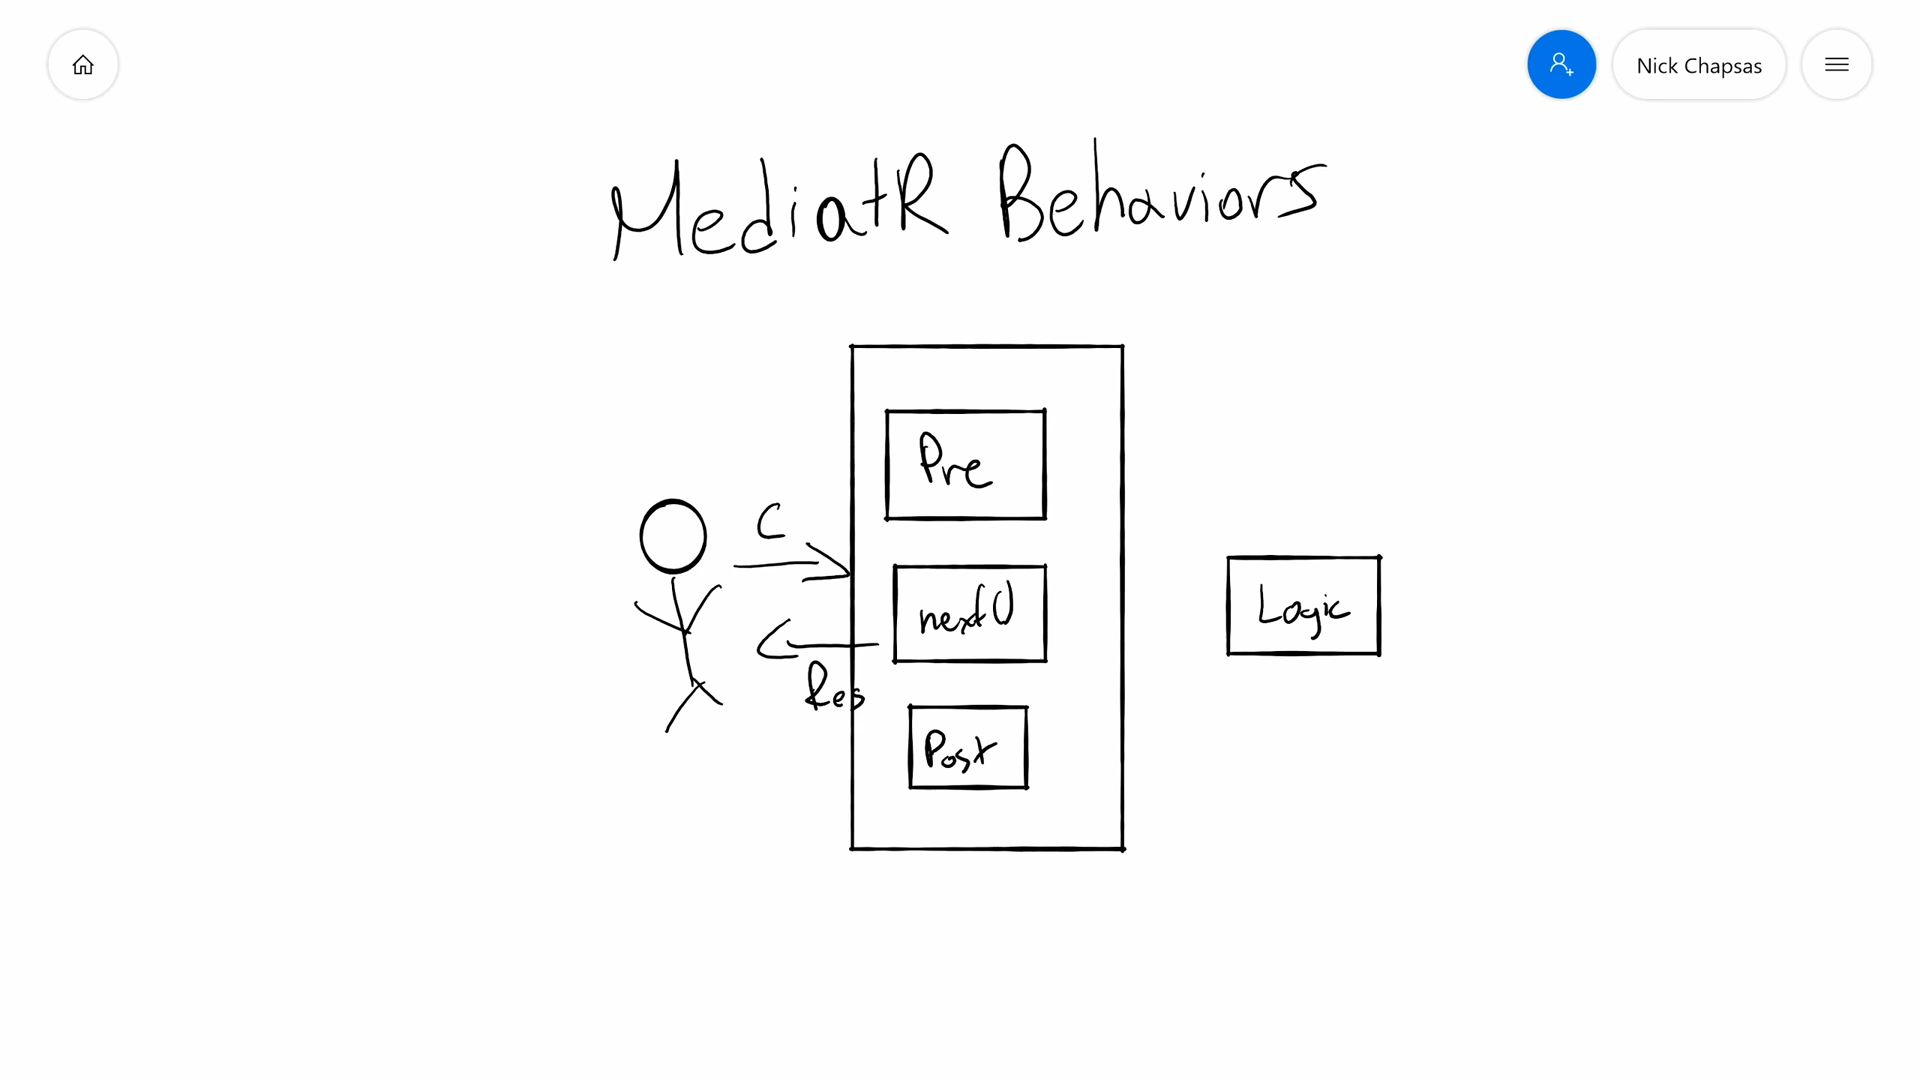 Nick Chapsas
MediatR Behaviors
Pre
C
next()
Logic
Res
Post